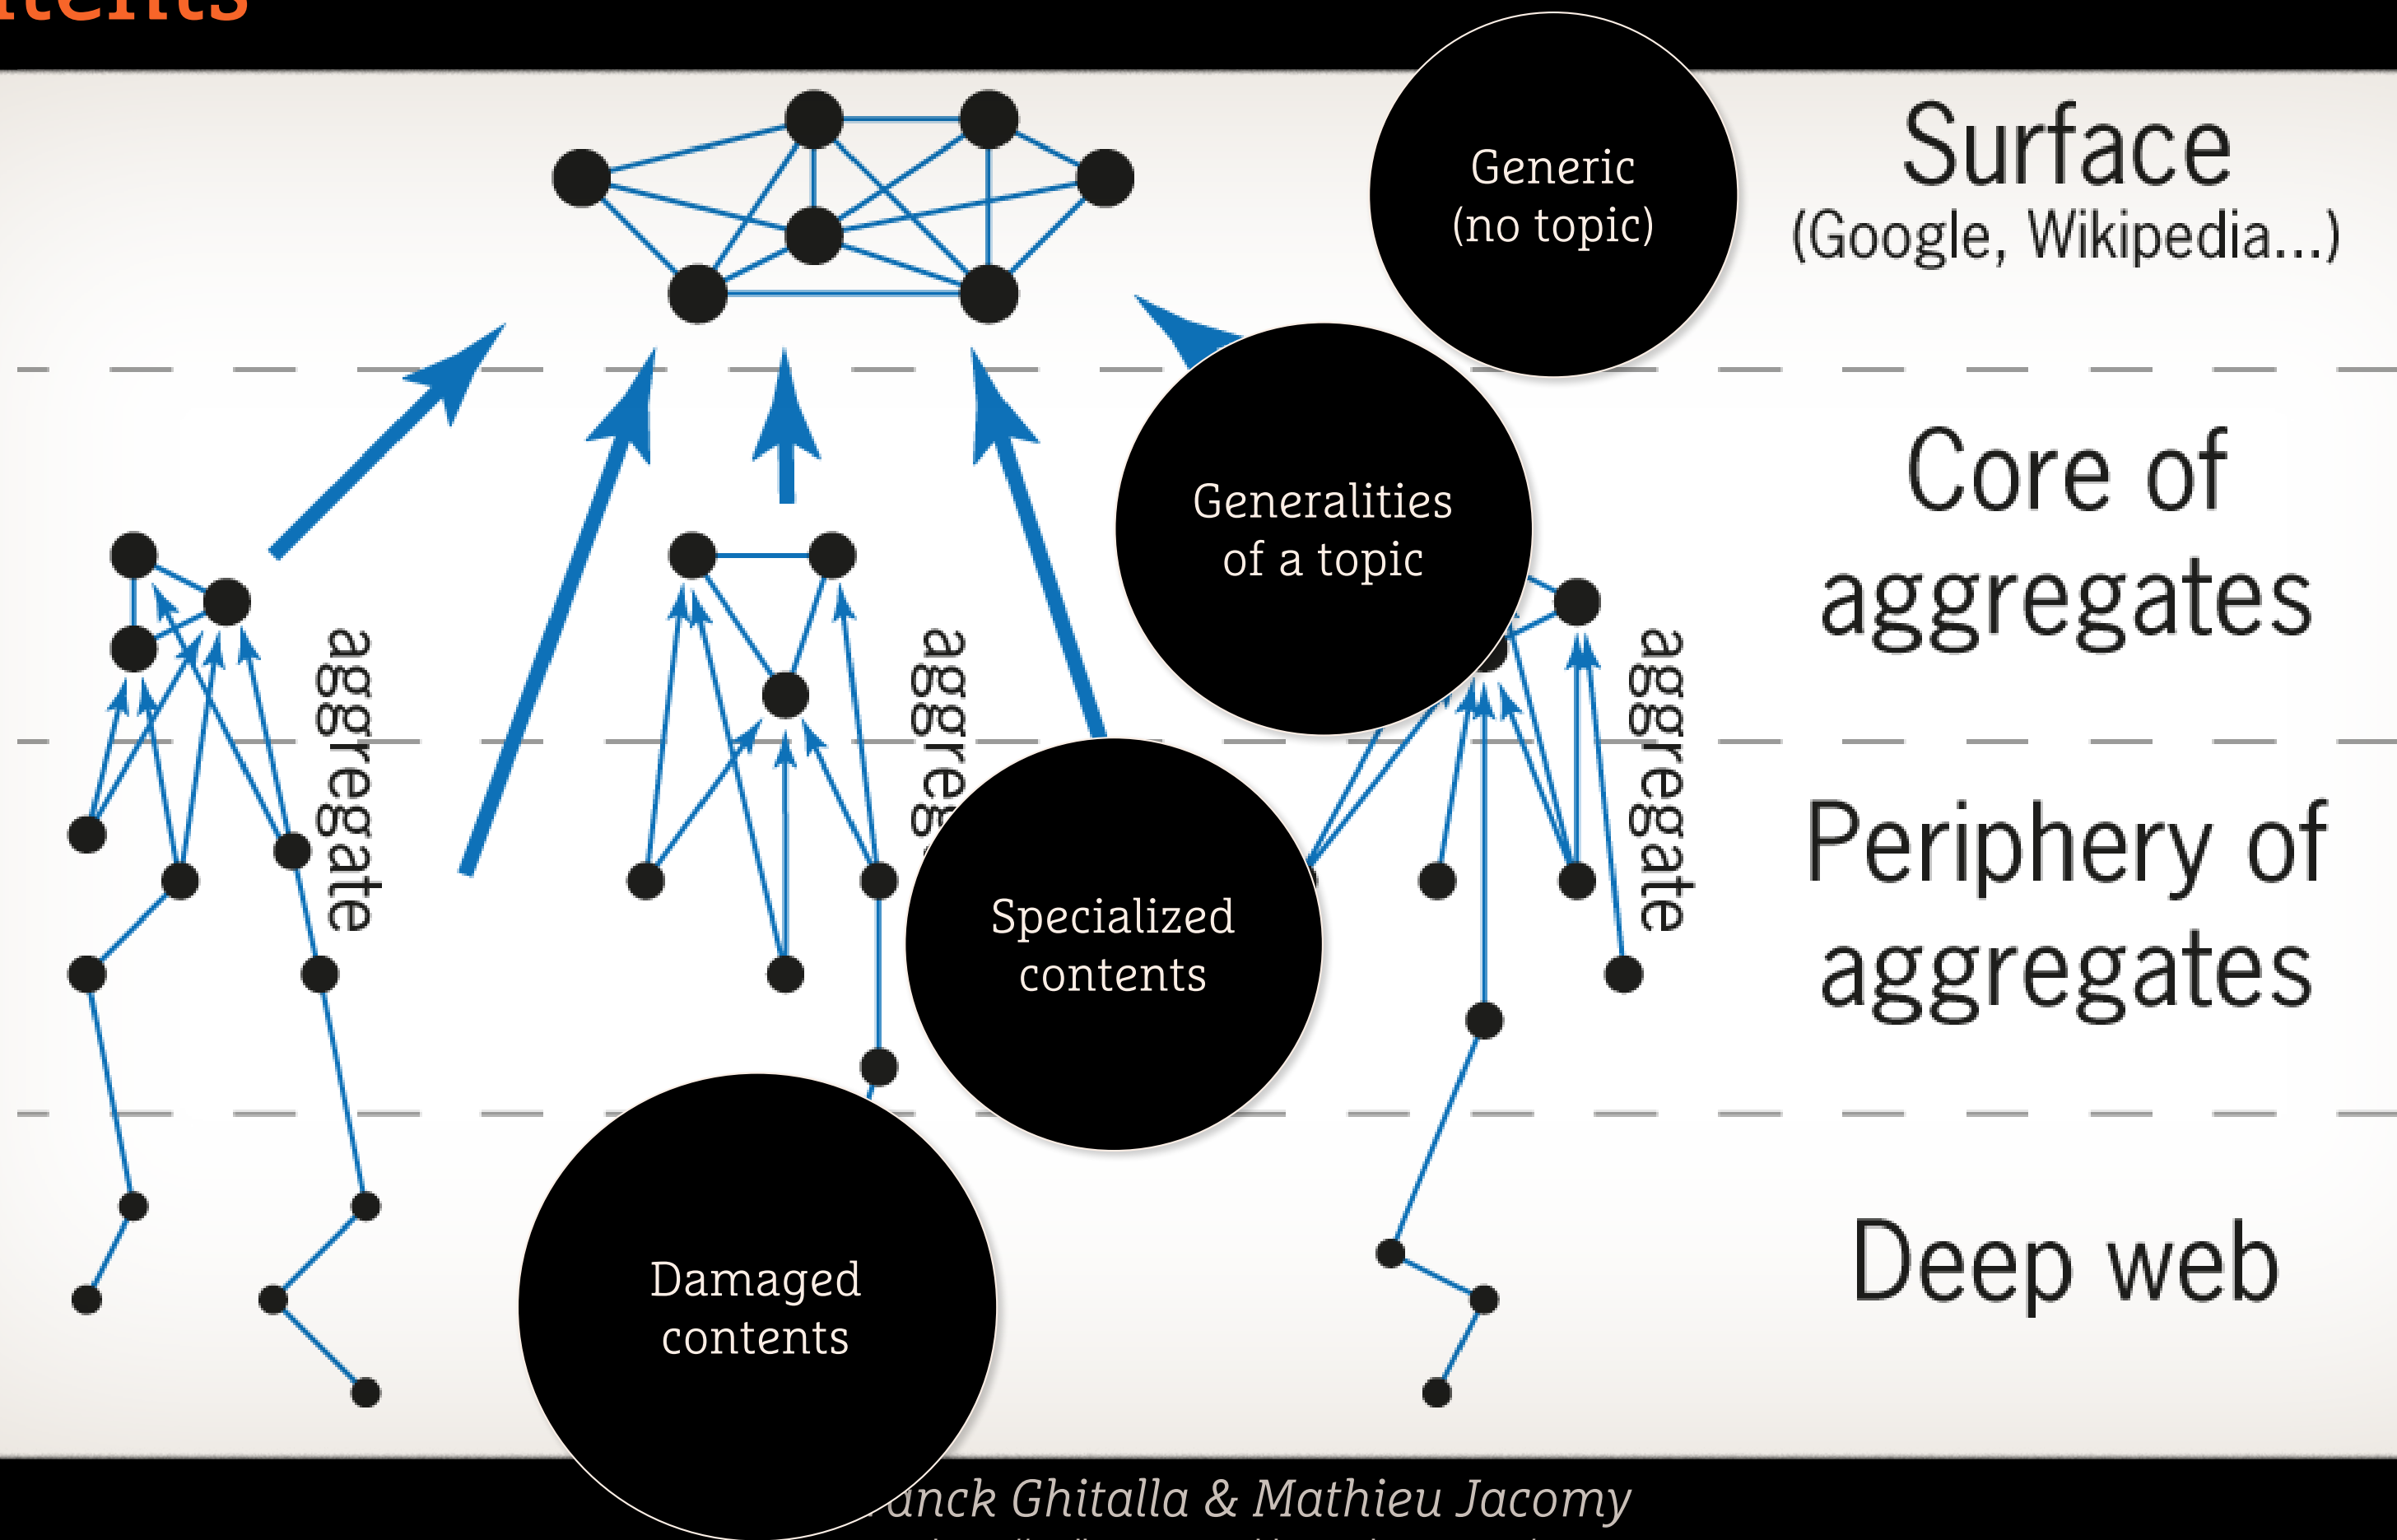 Generic
(no topic)
Surface
(Google, Wikipedia...)
Generalities
of a topic
Core of
aggregates
aggregate
aggregate
Specialized
contents
Periphery of
aggregates
Damaged
contents
Deep web
Ghitalla & Mathieu Jacomy